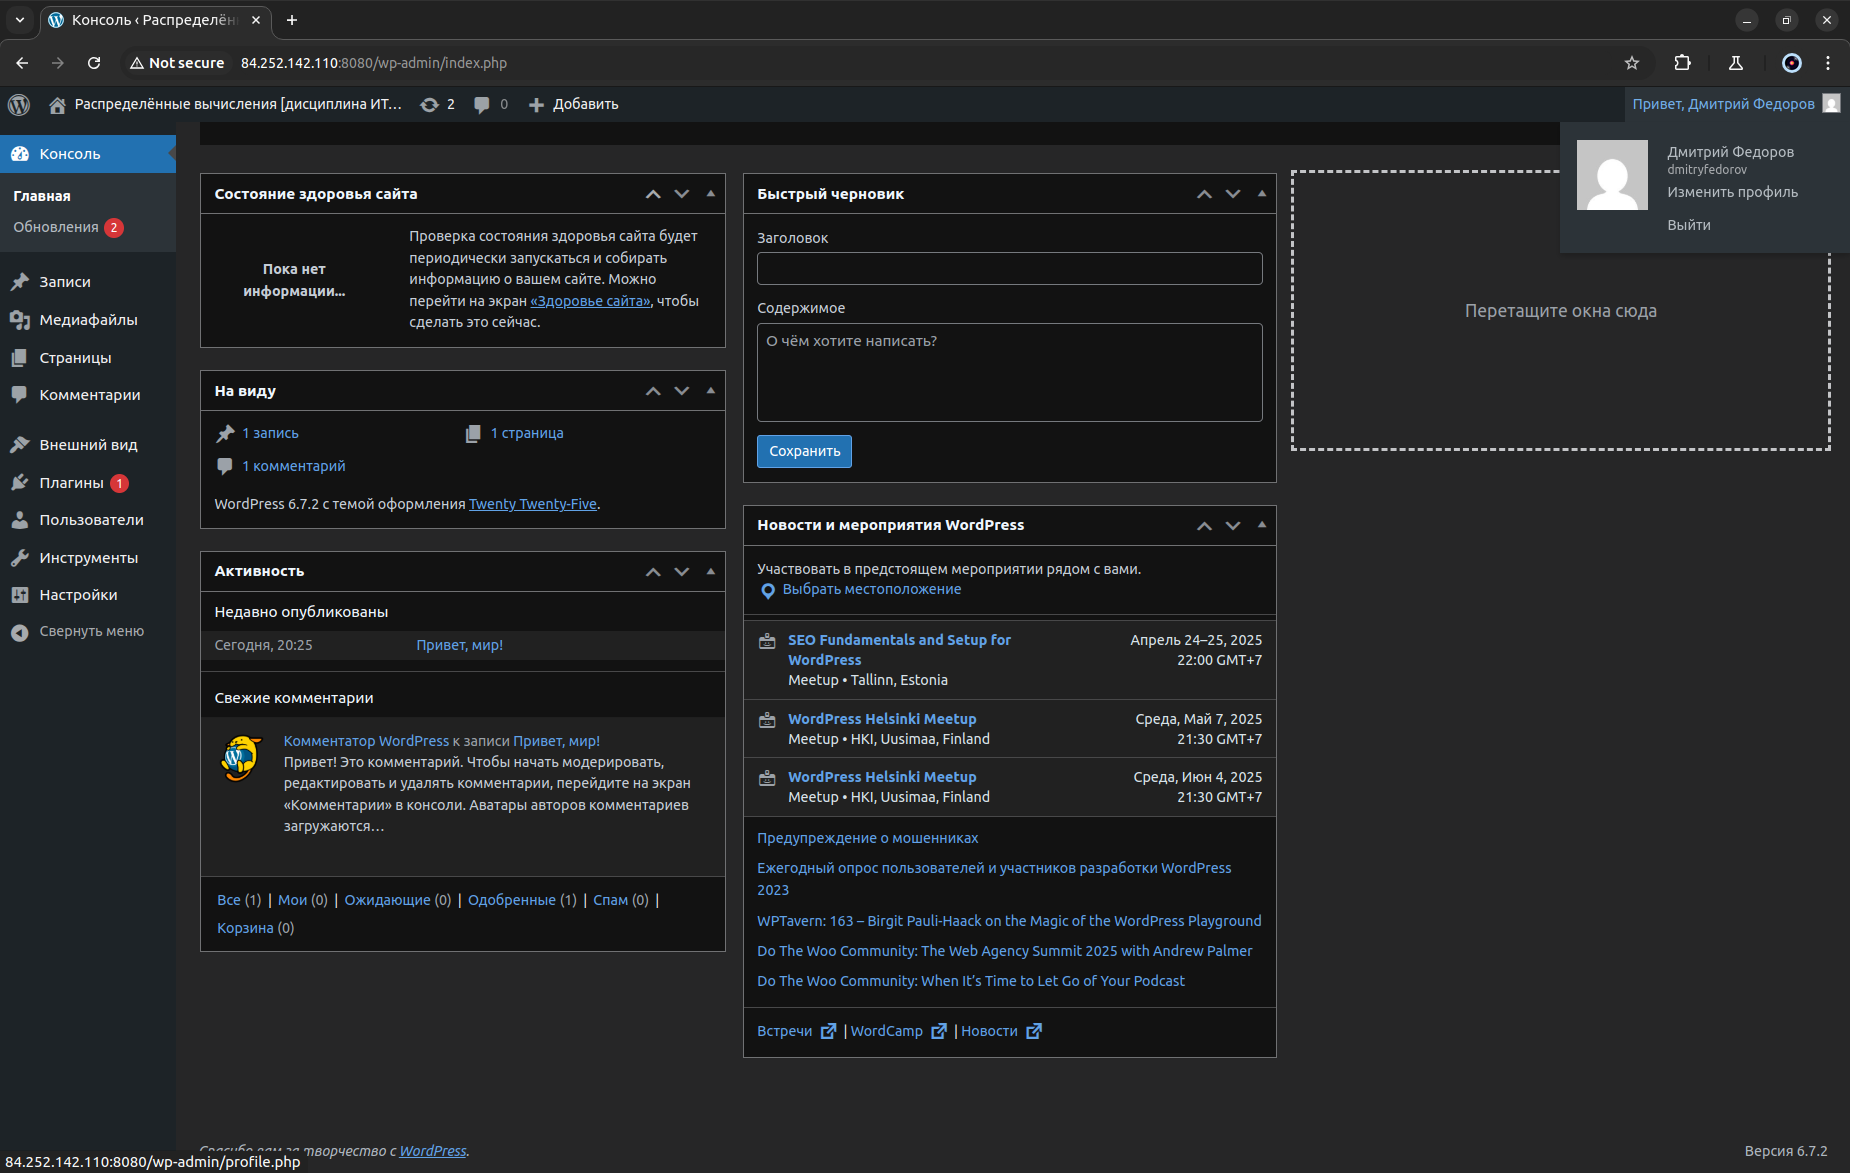 Консоль ‹ Распределён
Not secure
84.252.142.110:8080/wp-admin/index.php
Распределённые вычисления [дисциплина ИТ…
2
0
Добавить
Привет, Дмитрий Федоров
Дмитрий Федоров
dmitryfedorov
Изменить профиль
Выйти
Консоль
Главная
Обновления 2
Записи
Медиафайлы
Страницы
Комментарии
Внешний вид
Плагины 1
Пользователи
Инструменты
Настройки
Свернуть меню
Состояние здоровья сайта
Пока нет
информации…
Проверка состояния здоровья сайта будет
периодически запускаться и собирать
информацию о вашем сайте. Можно
перейти на экран «Здоровье сайта», чтобы
сделать это сейчас.
На виду
1 запись
1 страница
1 комментарий
WordPress 6.7.2 с темой оформления Twenty Twenty-Five.
Активность
Недавно опубликованы
Сегодня, 20:25
Привет, мир!
Свежие комментарии
Комментатор WordPress к записи Привет, мир!
Привет! Это комментарий. Чтобы начать модерировать,
редактировать и удалять комментарии, перейдите на экран
«Комментарии» в консоли. Аватары авторов комментариев
загружаются…
Все (1) | Мои (0) | Ожидающие (0) | Одобренные (1) | Спам (0) |
Корзина (0)
Быстрый черновик
Заголовок
Содержимое
О чём хотите написать?
Сохранить
Новости и мероприятия WordPress
Участвовать в предстоящем мероприятии рядом с вами.
Выбрать местоположение
SEO Fundamentals and Setup for
WordPress
Meetup • Tallinn, Estonia
Апрель 24–25, 2025
22:00 GMT+7
WordPress Helsinki Meetup
Meetup • HKI, Uusimaa, Finland
Среда, Май 7, 2025
21:30 GMT+7
WordPress Helsinki Meetup
Meetup • HKI, Uusimaa, Finland
Среда, Июн 4, 2025
21:30 GMT+7
Предупреждение о мошенниках
Ежегодный опрос пользователей и участников разработки WordPress
2023
WPTavern: 163 – Birgit Pauli-Haack on the Magic of the WordPress Playground
Do The Woo Community: The Web Agency Summit 2025 with Andrew Palmer
Do The Woo Community: When It’s Time to Let Go of Your Podcast
Встречи | WordCamp | Новости
Перетащите окна сюда
Спасибо вам за творчество с WordPress.
Версия 6.7.2
84.252.142.110:8080/wp-admin/profile.php